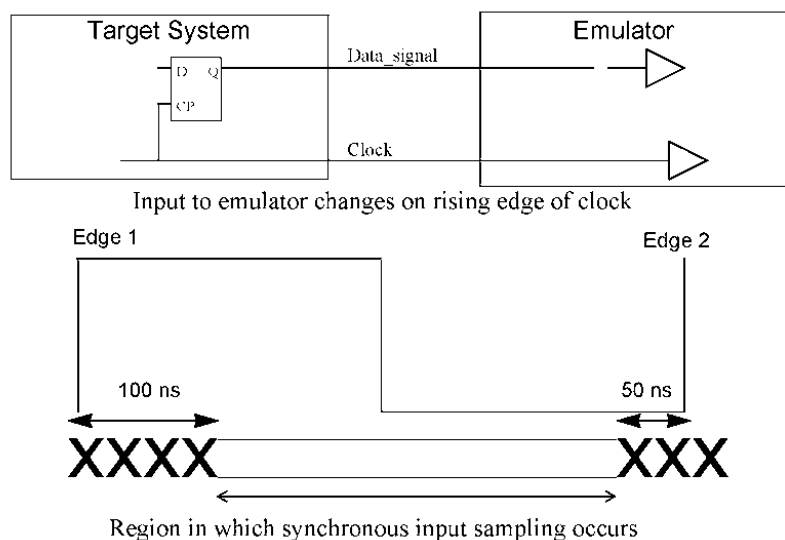 Target System
Emulator
Data_signal
D Q
CP
Clock
Input to emulator changes on rising edge of clock
Edge 1
Edge 2
100 ns
50 ns
XXXX
XXX
Region in which synchronous input sampling occurs